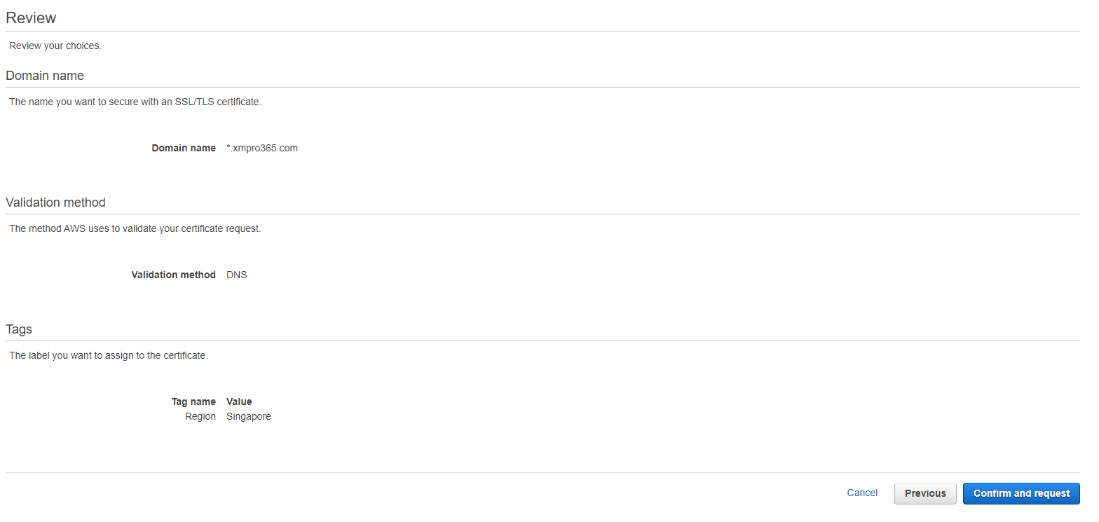 Review
Review your choices.
Domain name
The name you want to secure with an SSL/TLS certificate.
Domain name *.xmpro365.com
Validation method
The method AWS uses to validate your certificate request.
Validation method DNS
Tags
The label you want to assign to the certificate.
Tag name Value
Region Singapore
Cancel Previous Confirm and request